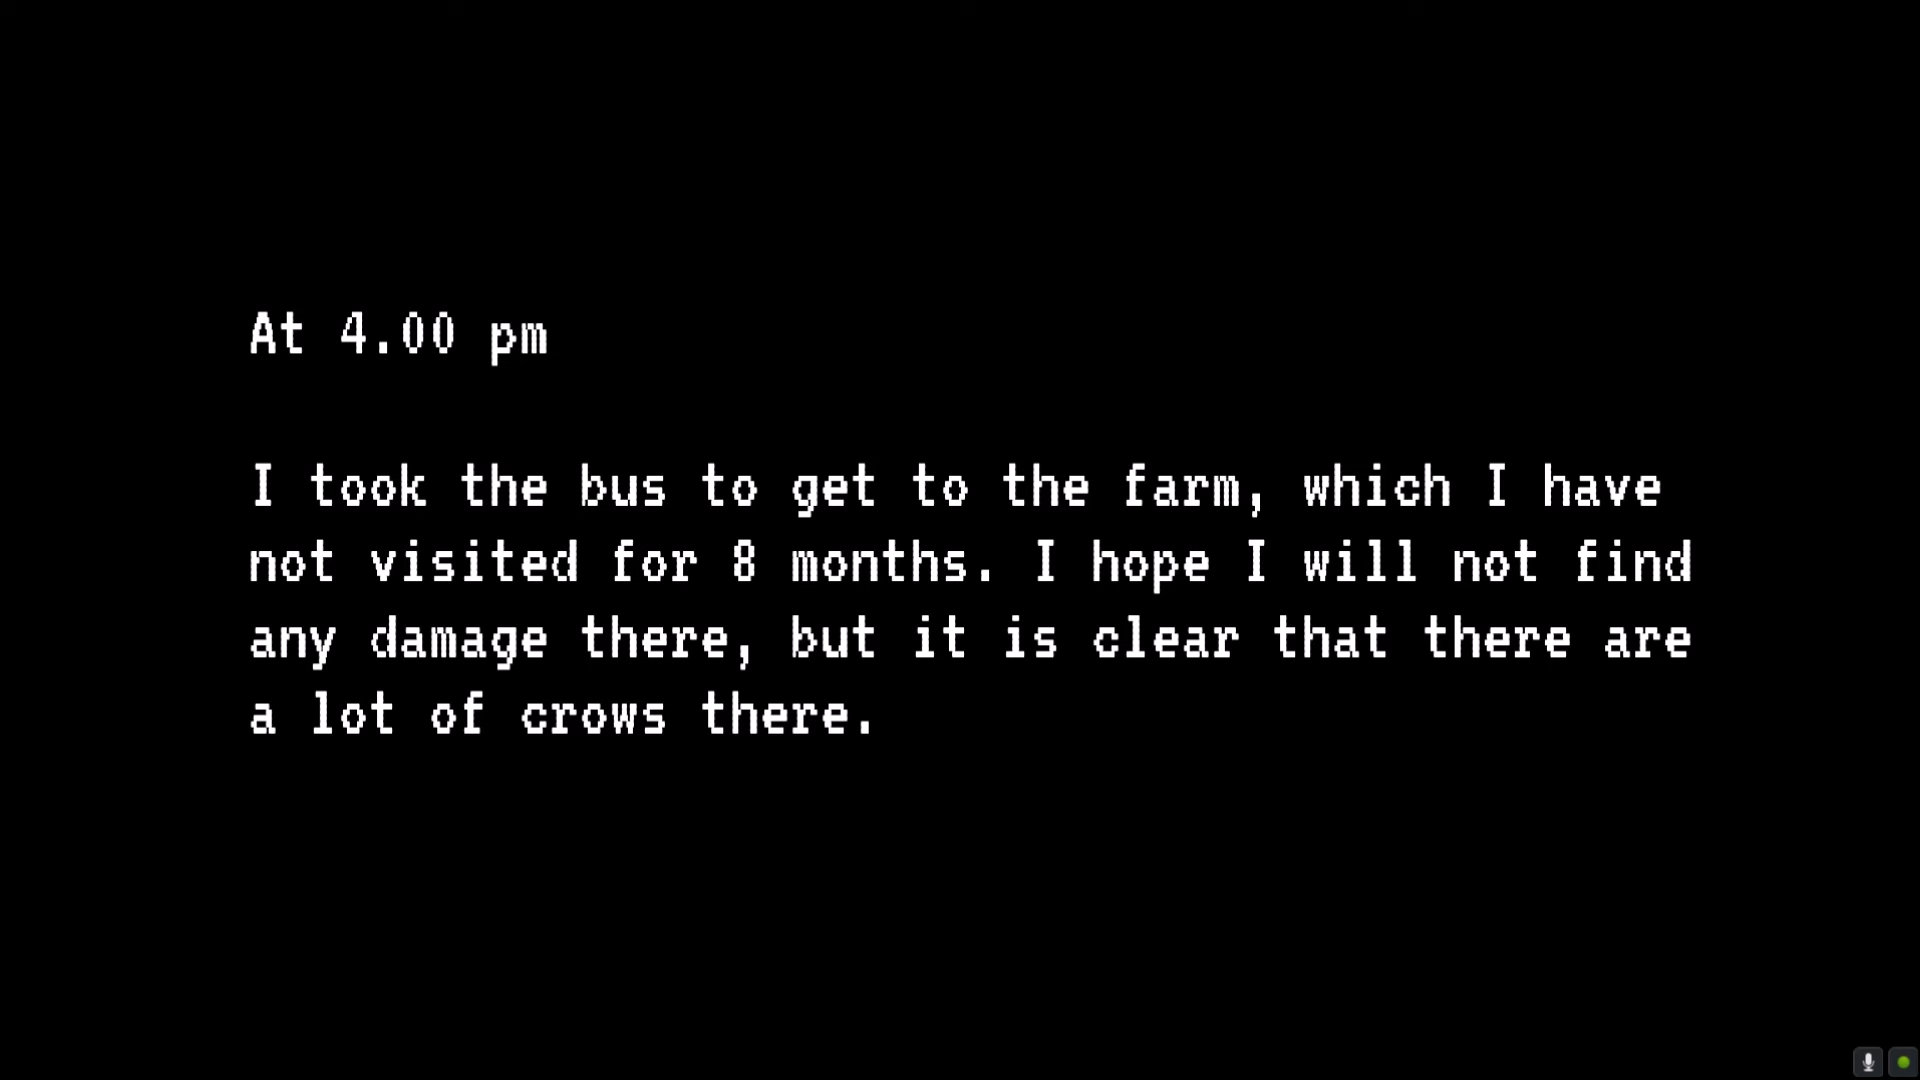 At 4.00 pm
I took the bus to get to the farm, which I have
not visited for 8 months. I hope I will not find
any damage there, but it is clear that there are
a lot of crows there.